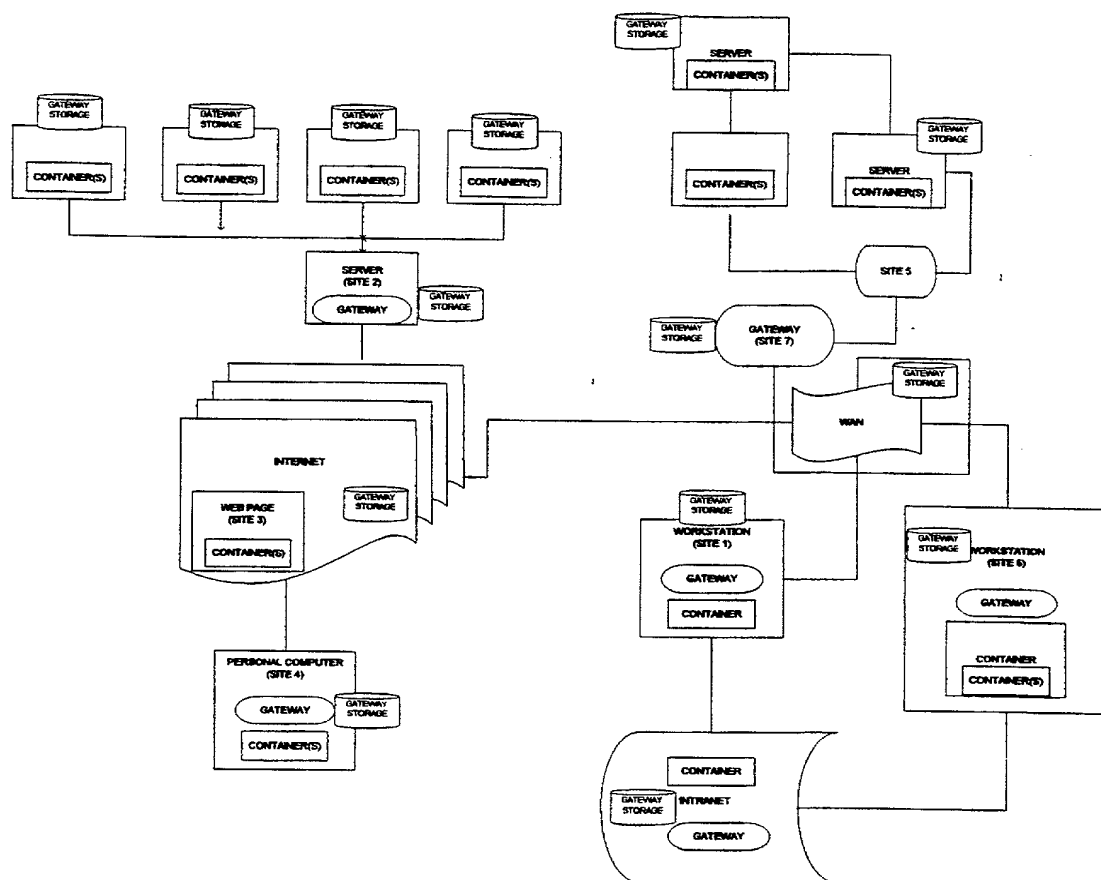 GATEWAY
STORAGE
SERVER
CONTAINER(S)
GATEWAY
STORAGE
CONTAINER(S)
GATEWAY
STORAGE
CONTAINER(S)
GATEWAY
STORAGE
CONTAINER(S)
GATEWAY
STORAGE
CONTAINER(S)
CONTAINER(S)
GATEWAY
STORAGE
SERVER
CONTAINER(S)
SERVER
(SITE 2)
GATEWAY
GATEWAY
STORAGE
SITE 5
GATEWAY
STORAGE
GATEWAY
(SITE 7)
GATEWAY
STORAGE
WAN
INTERNET
WEB PAGE
(SITE 3)
CONTAINER(S)
GATEWAY
STORAGE
GATEWAY
STORAGE
WORKSTATION
(SITE 1)
GATEWAY
CONTAINER
GATEWAY
STORAGE
WORKSTATION
(SITE 6)
GATEWAY
CONTAINER
CONTAINER(S)
PERSONAL COMPUTER
(SITE 4)
GATEWAY
GATEWAY
STORAGE
CONTAINER(S)
CONTAINER
GATEWAY
STORAGE
INTRANET
GATEWAY